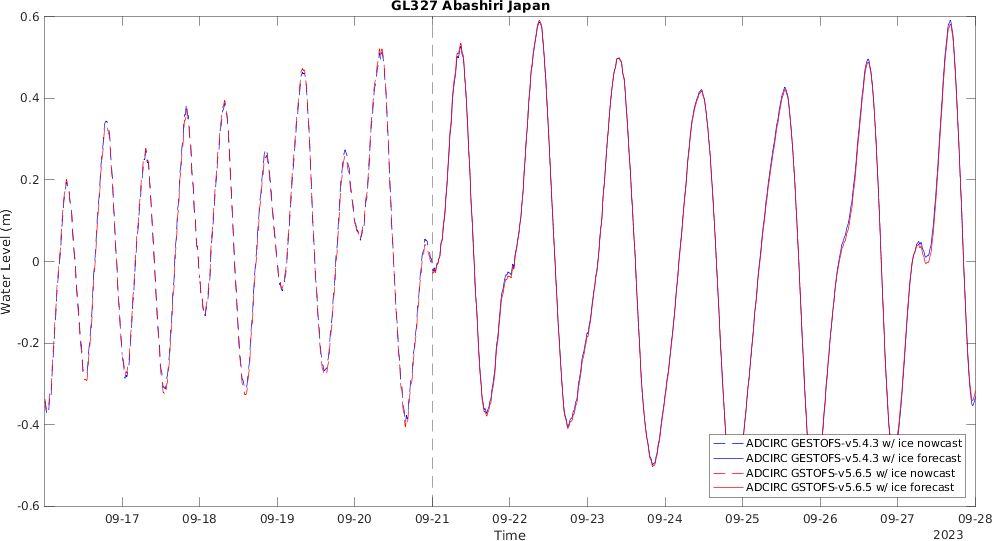 GL327 Abashiri Japan
0.6
0.4
0.2
0
-0.2
-0.4
-0.6
Water Level (m)
ADCIRC GESTOFS-v5.4.3 w/ ice nowcast
ADCIRC GESTOFS-v5.4.3 w/ ice forecast
ADCIRC GSTOFS-v5.6.5 w/ ice nowcast
ADCIRC GSTOFS-v5.6.5 w/ ice forecast
09-17 09-18 09-19 09-20 09-21 09-22 09-23 09-24 09-25 09-26 09-27 09-28
Time
2023